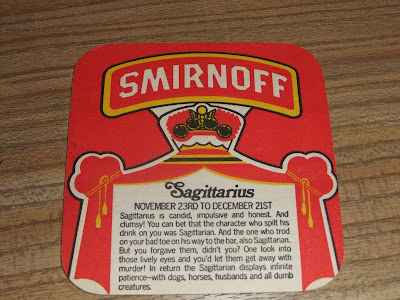 SMIRNOFF
Sagittarius
NOVEMBER 23RD TO DECEMBER 21ST
Sagittarius is candid, impulsive and honest. And
clumsy! You can bet that the character who spilt his
drink on you was Sagittarian. And the one who trod
on your bad toe on his way to the bar, also Sagittarian.
But you forgave them, didn't you? One look into
those lively eyes and you'd let them get away with
murder! In return the Sagittarian displays infinite
patience—with dogs, horses, husbands and all dumb
creatures.